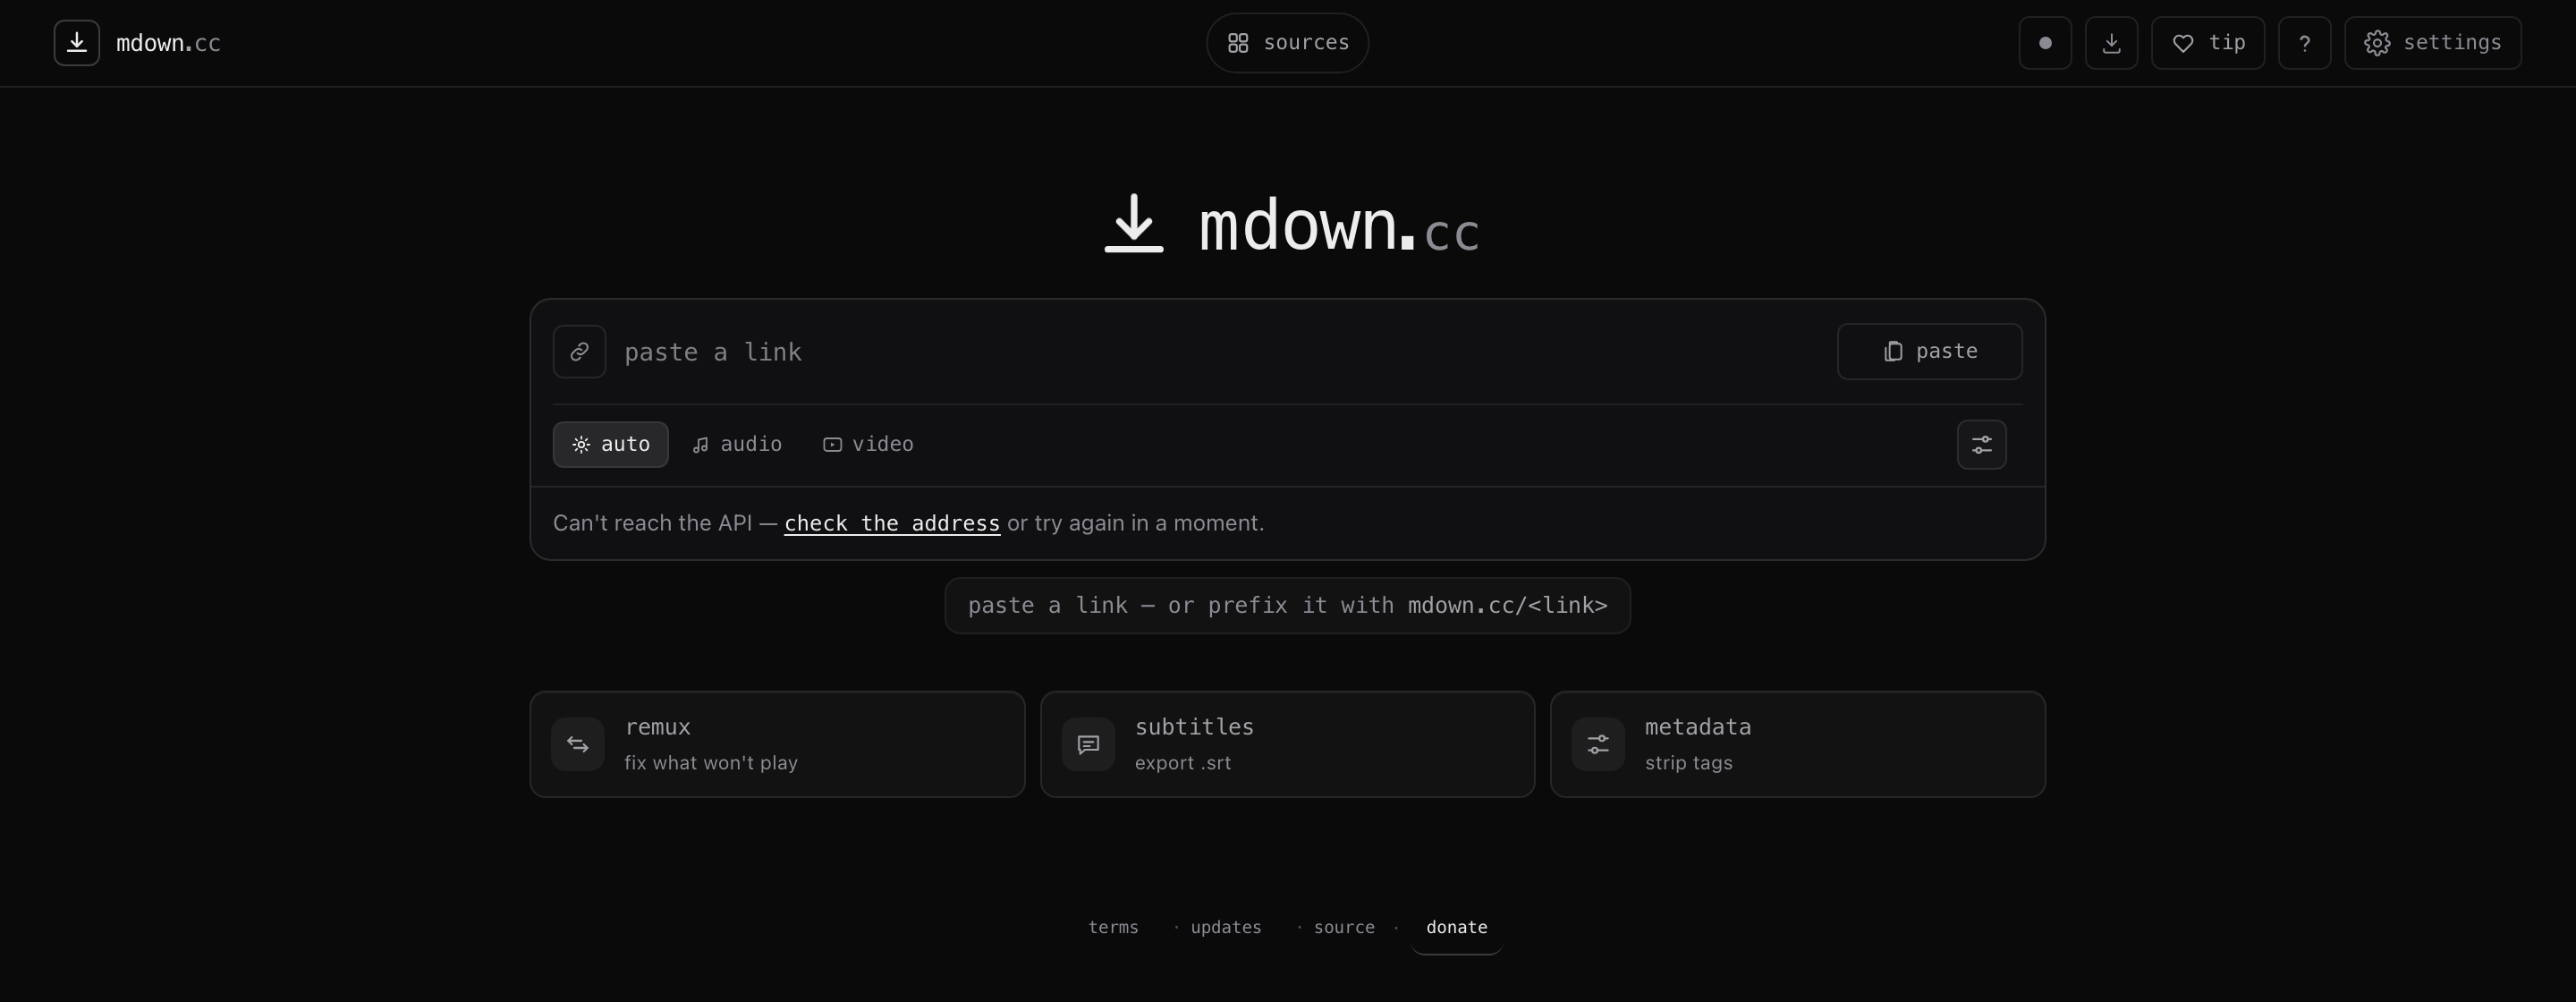 mdown.cc
sources
tip
?
settings
mdown.cc
paste a link
paste
auto
audio
video
Can't reach the API — check the address or try again in a moment.
paste a link — or prefix it with mdown.cc/<link>
remux
fix what won't play
subtitles
export .srt
metadata
strip tags
terms · updates · source · donate